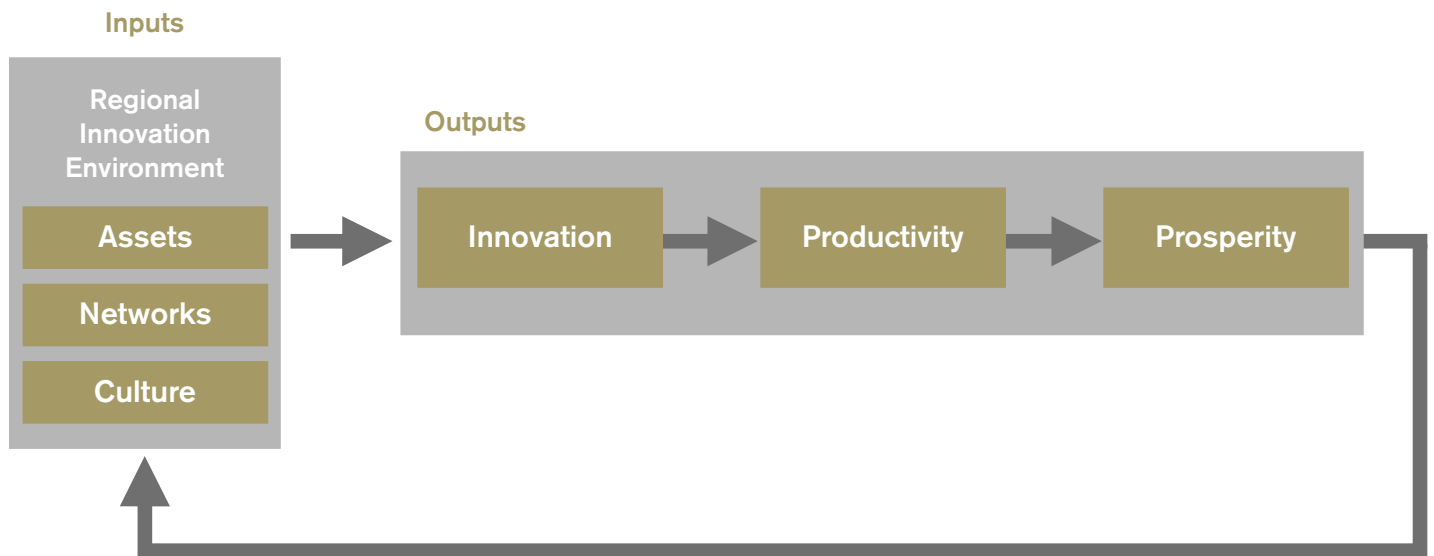 Inputs
Regional
Innovation
Environment
Assets
Networks
Culture
Outputs
Innovation
Productivity
Prosperity